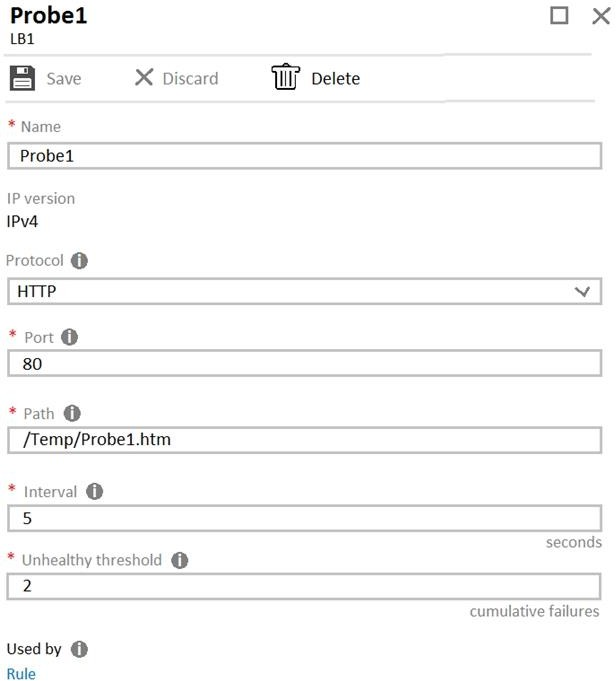 Probe1
LB1
Save Discard Delete
* Name
Probe1
IP version
IPv4
Protocol
HTTP
* Port
80
* Path
/Temp/Probe1.htm
* Interval
5
seconds
* Unhealthy threshold
2
cumulative failures
Used by
Rule